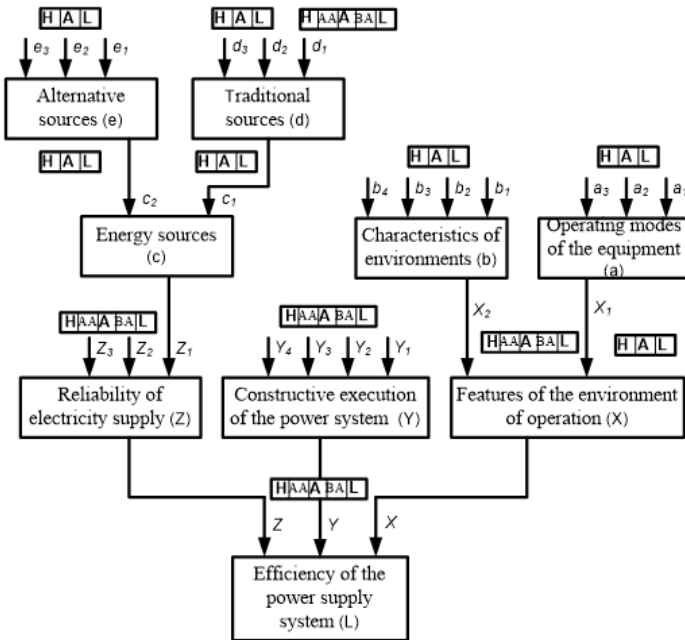 H A L
H A L
H AA A BA L
e3 e2 e1
d3 d2 d1
Alternative
sources (e)
Traditional
sources (d)
H A L
H A L
H A L
H A L
c2
c1
b4 b3 b2 b1
a3 a2 a1
Energy sources
(c)
Characteristics of
environments (b)
Operating modes
of the equipment
(a)
H AA A BA L
H AA A BA L
X2
X1
H AA A BA L
H A L
Z3 Z2 Z1
Y4 Y3 Y2 Y1
Reliability of
electricity supply (Z)
Constructive execution
of the power system (Y)
Features of the environment
of operation (X)
H AA A BA L
Z
Y
X
Efficiency of the
power supply
system (L)